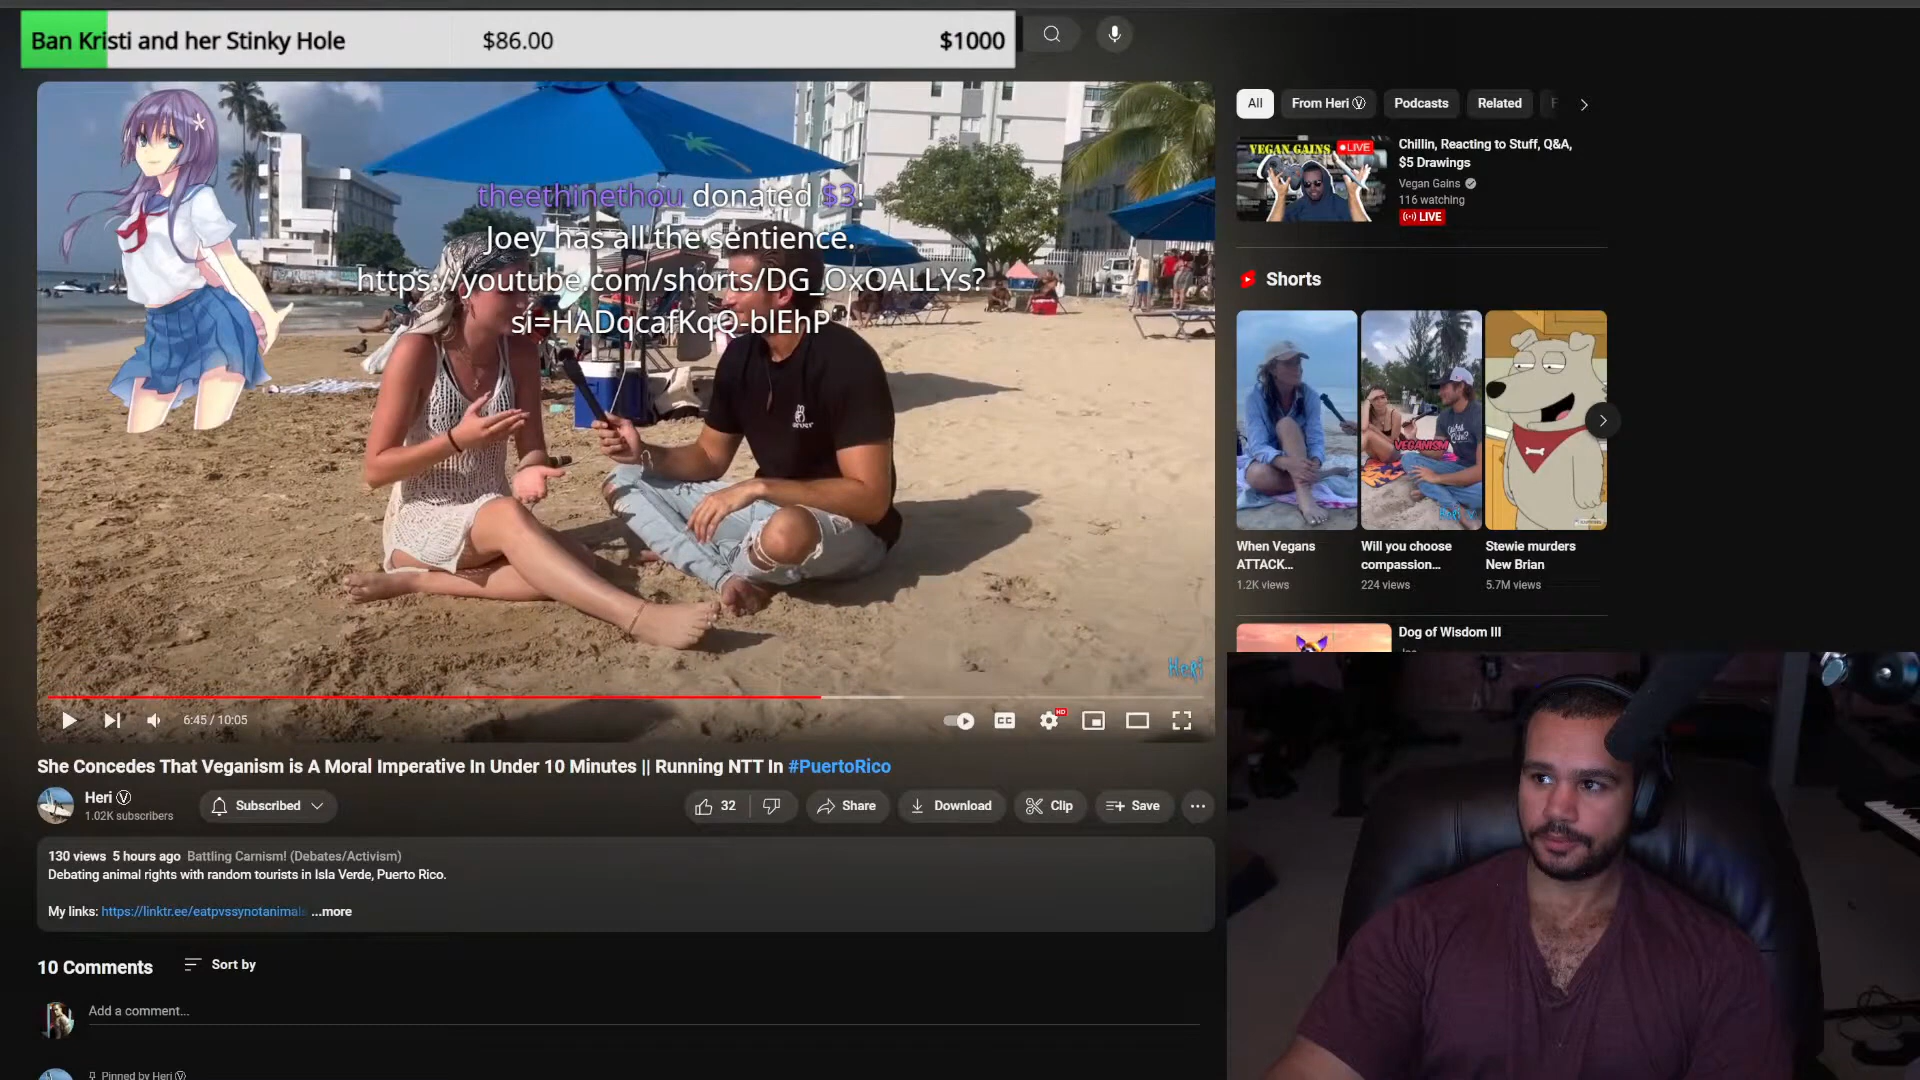 Ban Kristi and her Stinky Hole $86.00 $1000
theethinethou donated $3!
Joey has all the sentience.
https://youtube.com/shorts/DG_OxOALLYs?
si=HADqcafKqQ-blEhP
Heri
6:45 / 10:05
CC
HD
She Concedes That Veganism is A Moral Imperative In Under 10 Minutes || Running NTT In #PuertoRico
Heri Ⓥ
1.02K subscribers
Subscribed
32
Share
Download
Clip
Save
130 views 5 hours ago Battling Carnism! (Debates/Activism)
Debating animal rights with random tourists in Isla Verde, Puerto Rico.
My links: https://linktr.ee/eatpvssynotanimals ...more
10 Comments
Sort by
Add a comment...
Pinned by Heri Ⓥ
All
From Heri Ⓥ
Podcasts
Related
VEGAN GAINS
LIVE
Chillin, Reacting to Stuff, Q&A,
$5 Drawings
Vegan Gains
116 watching
LIVE
Shorts
VEGANISM
Heri
When Vegans
ATTACK...
1.2K views
Will you choose
compassion...
224 views
Stewie murders
New Brian
5.7M views
Dog of Wisdom III